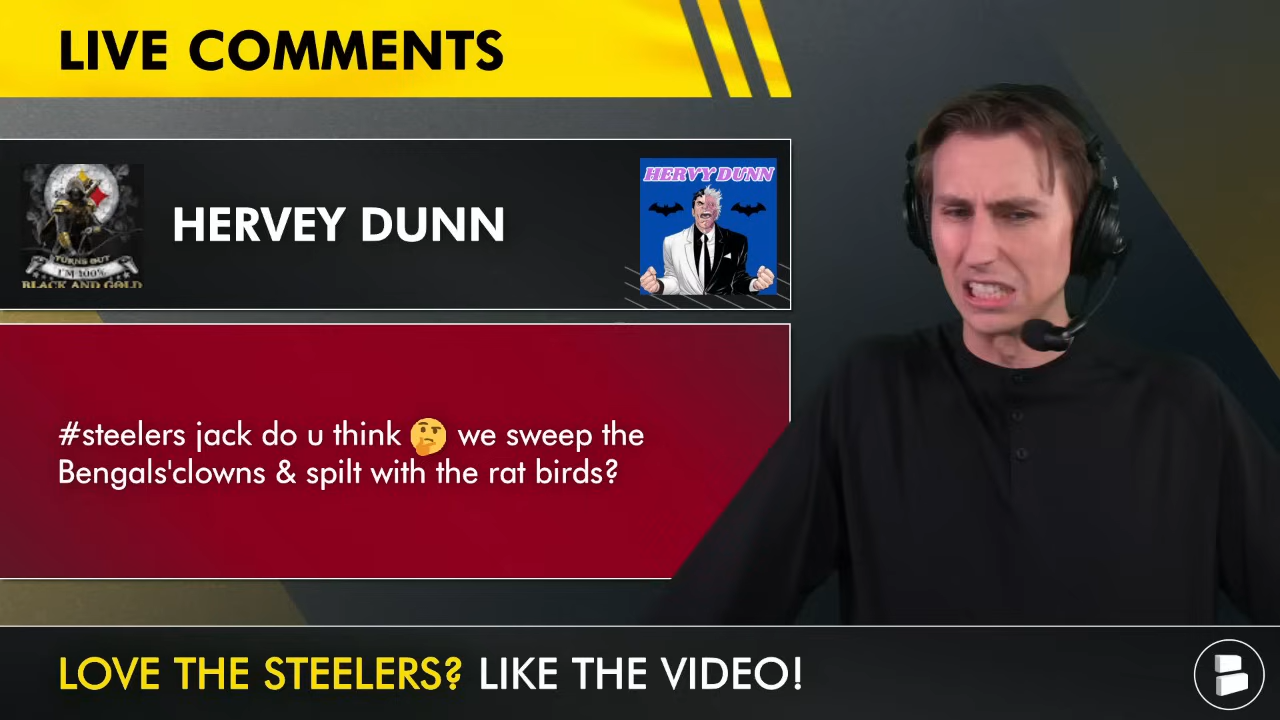 LIVE COMMENTS
TURNS OUT
I'M 100%
BLACK AND GOLD
HERVEY DUNN
HERVY DUNN
#steelers jack do u think 🤔 we sweep the
Bengals'clowns & spilt with the rat birds?
LOVE THE STEELERS? LIKE THE VIDEO!